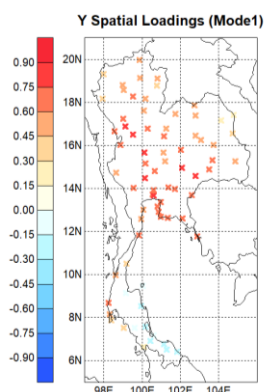 Y Spatial Loadings (Mode1)
0.90
0.75
0.60
0.45
0.30
0.15
0.00
-0.15
-0.30
-0.45
-0.60
-0.75
-0.90
20N
18N
16N
14N
12N
10N
8N
6N
98E 100E 102E 104E